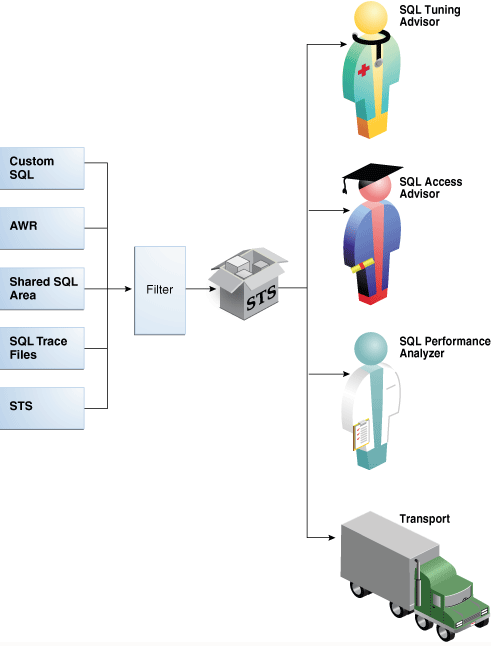 SQL Tuning
Advisor
Custom
SQL
SQL Access
Advisor
AWR
Shared SQL
Area
Filter
STS
SQL Trace
Files
SQL Performance
Analyzer
STS
Transport